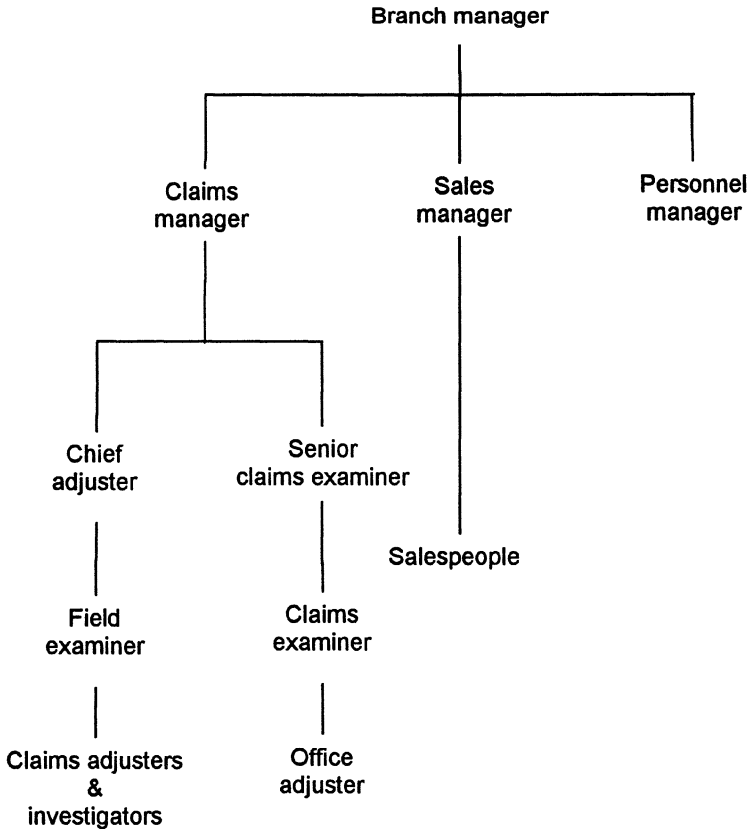 Branch manager
Claims
manager
Sales
manager
Personnel
manager
Chief
adjuster
Senior
claims examiner
Salespeople
Field
examiner
Claims
examiner
Claims adjusters
&
investigators
Office
adjuster